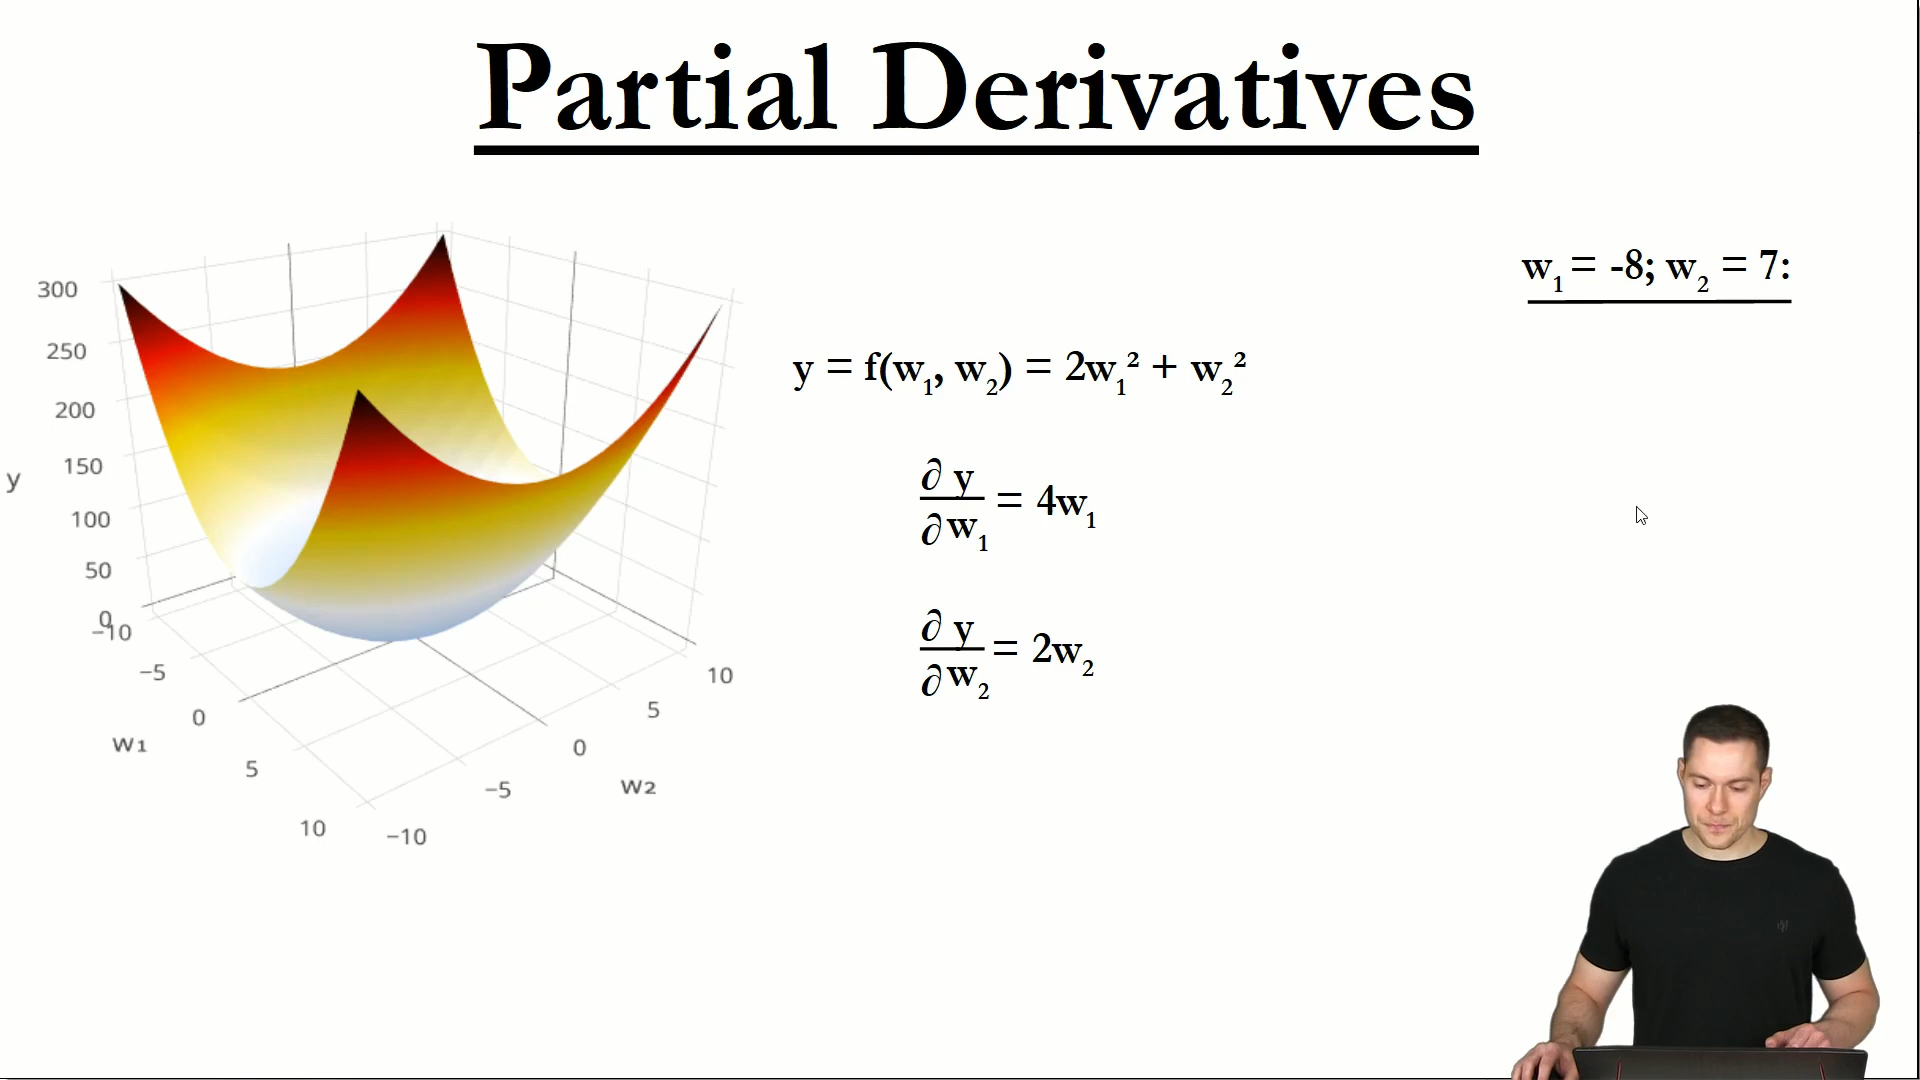 Partial Derivatives
w₁ = -8; w₂ = 7:
y = f(w₁, w₂) = 2w₁² + w₂²
∂ y
∂ w₁
= 4w₁
∂ y
∂ w₂
= 2w₂
300
250
200
150
100
50
0
y
−10
−5
0
5
10
w1
−10
−5
0
5
10
w2